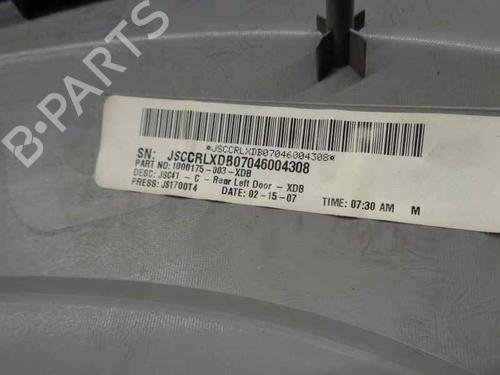 *JSCCRLXDB07046004308*
SN: JSCCRLXDB07046004308
PART NO: 1000175-003-XDB
DESC: JSC41 - C - Rear Left Door - XDB
PRESS: JS1700T4 DATE: 02-15-07 TIME: 07:30 AM M
B-PARTS